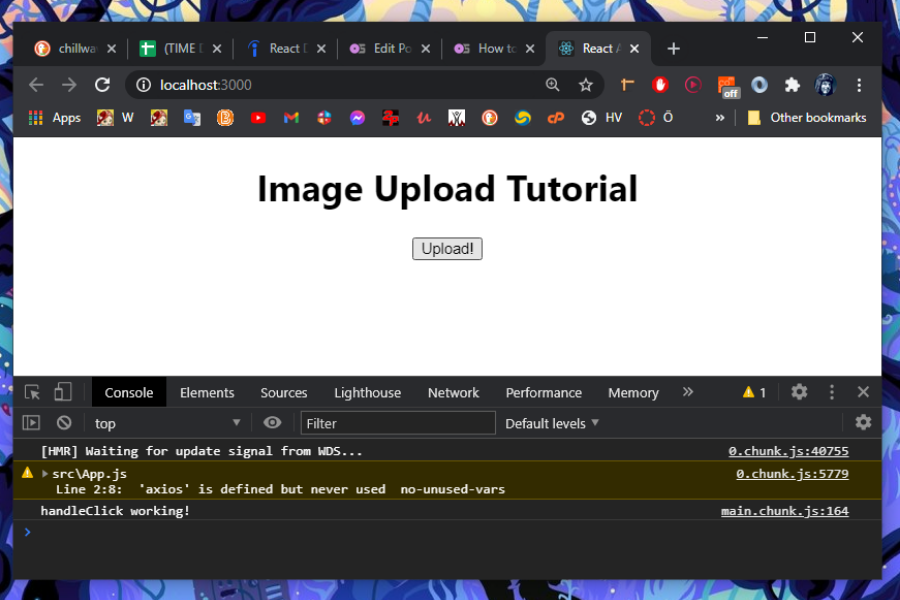 chillwa
(TIME D
React D
Edit Po
How to
React A
localhost:3000
Apps
W
HV
Ö
»
Other bookmarks
off
Image Upload Tutorial
Upload!
Console Elements Sources Lighthouse Network Performance Memory » 1
top Filter Default levels
[HMR] Waiting for update signal from WDS... 0.chunk.js:40755
src\App.js 0.chunk.js:5779
Line 2:8: 'axios' is defined but never used no-unused-vars
handleClick working! main.chunk.js:164